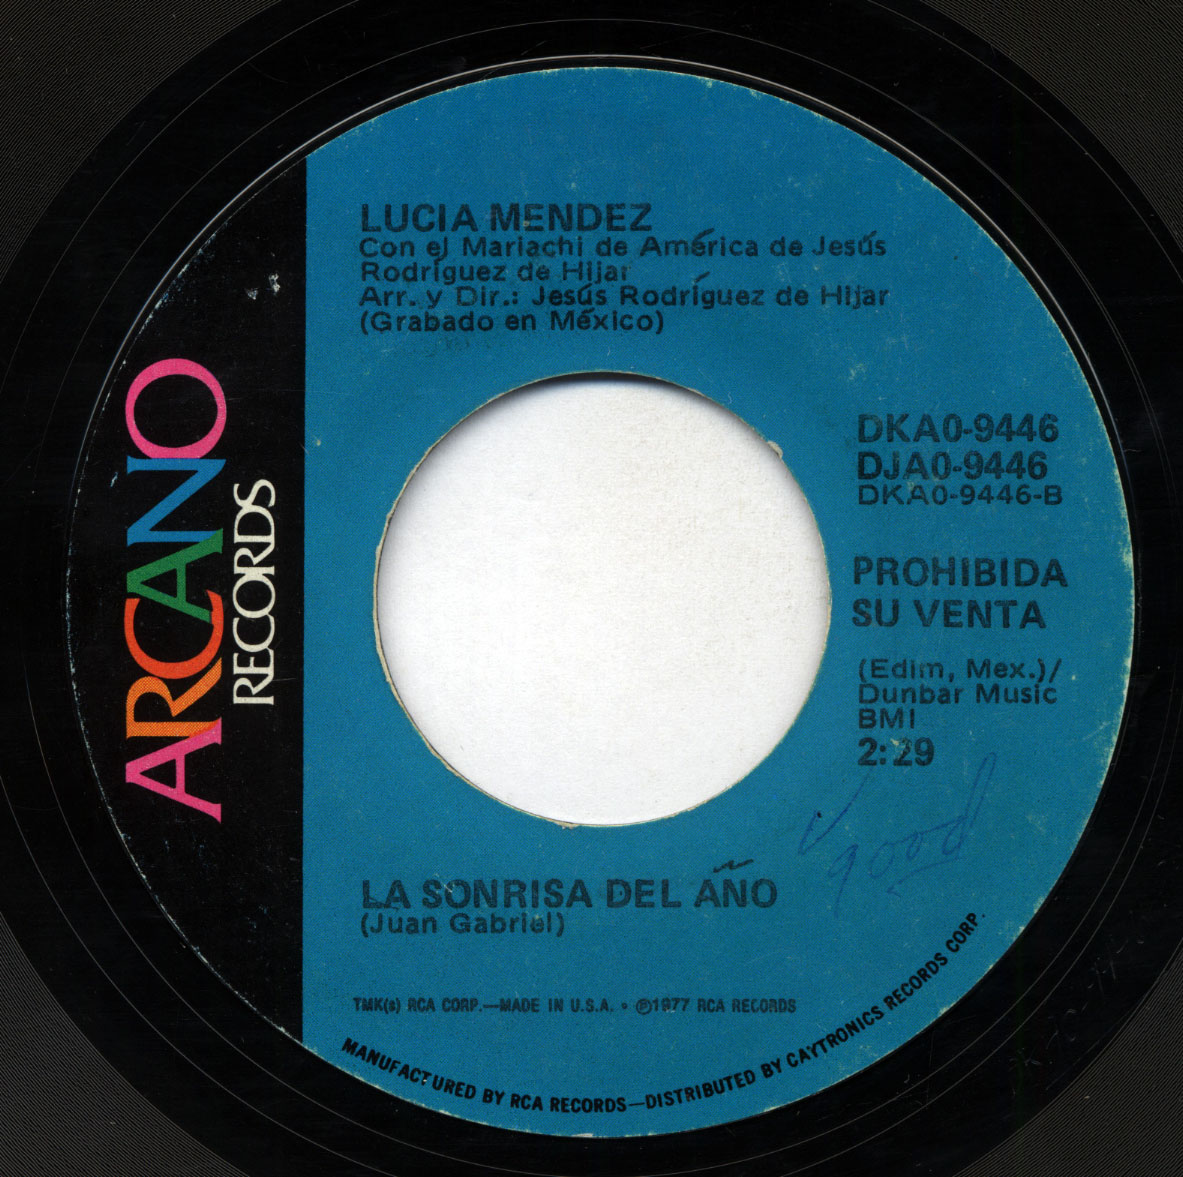 ARCANO
RECORDS
LUCIA MENDEZ
Con el Mariachi de América de Jesús
Rodríguez de Hijar
Arr. y Dir.: Jesús Rodríguez de Hijar
(Grabado en México)
DKA0-9446
DJA0-9446
DKA0-9446-B
PROHIBIDA
SU VENTA
(Edim, Mex.)/
Dunbar Music
BMI
2:29
good
LA SONRISA DEL AÑO
(Juan Gabriel)
TMK(s) RCA CORP.—MADE IN U.S.A. • ℗1977 RCA RECORDS
MANUFACTURED BY RCA RECORDS—DISTRIBUTED BY CAYTRONICS RECORDS CORP.